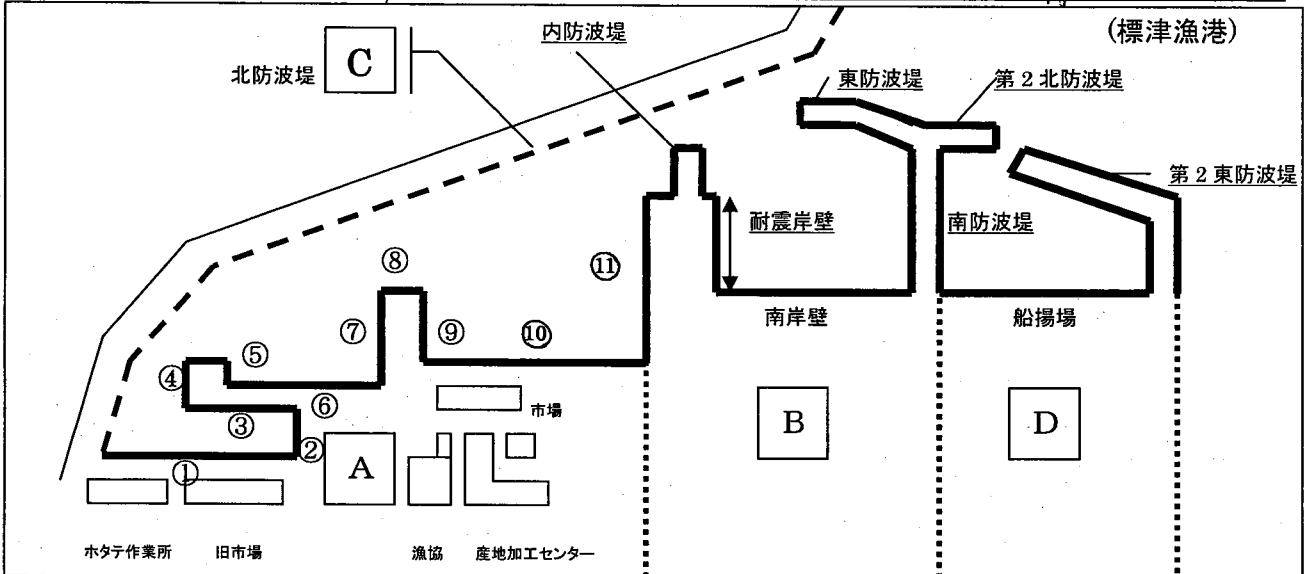 (標津漁港)
内防波堤
北防波堤
C
東防波堤
第2北防波堤
第2東防波堤
耐震岸壁
南防波堤
⑧
⑪
南岸壁
船揚場
⑦
⑨
⑩
⑤
④
⑥
③
②
①
市場
A
B
D
ホタテ作業所
旧市場
漁協
産地加工センター